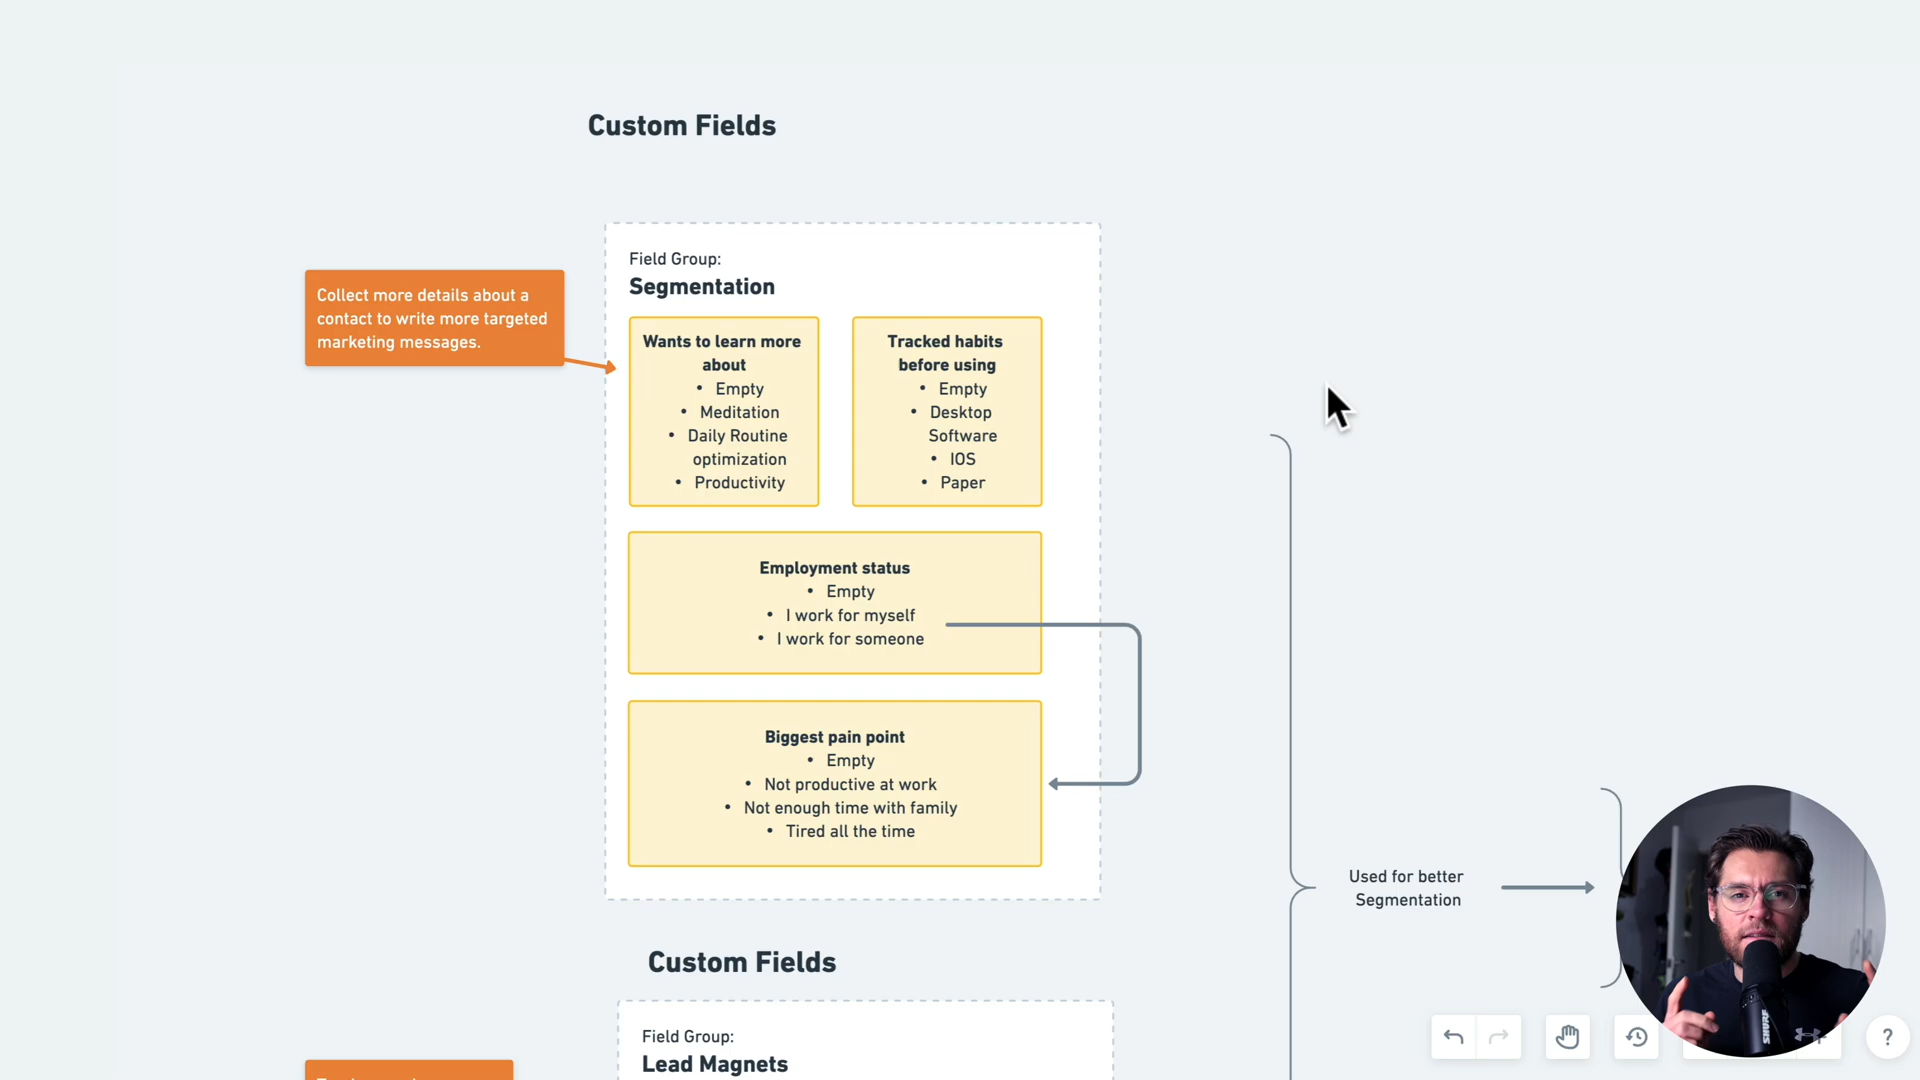 Custom Fields
Collect more details about a
contact to write more targeted
marketing messages.
Field Group:
Segmentation
Wants to learn more
about
• Empty
• Meditation
• Daily Routine
optimization
• Productivity
Tracked habits
before using
• Empty
• Desktop
Software
• IOS
• Paper
Employment status
• Empty
• I work for myself
• I work for someone
Biggest pain point
• Empty
• Not productive at work
• Not enough time with family
• Tired all the time
Used for better
Segmentation
Custom Fields
Field Group:
Lead Magnets
SHURE
?